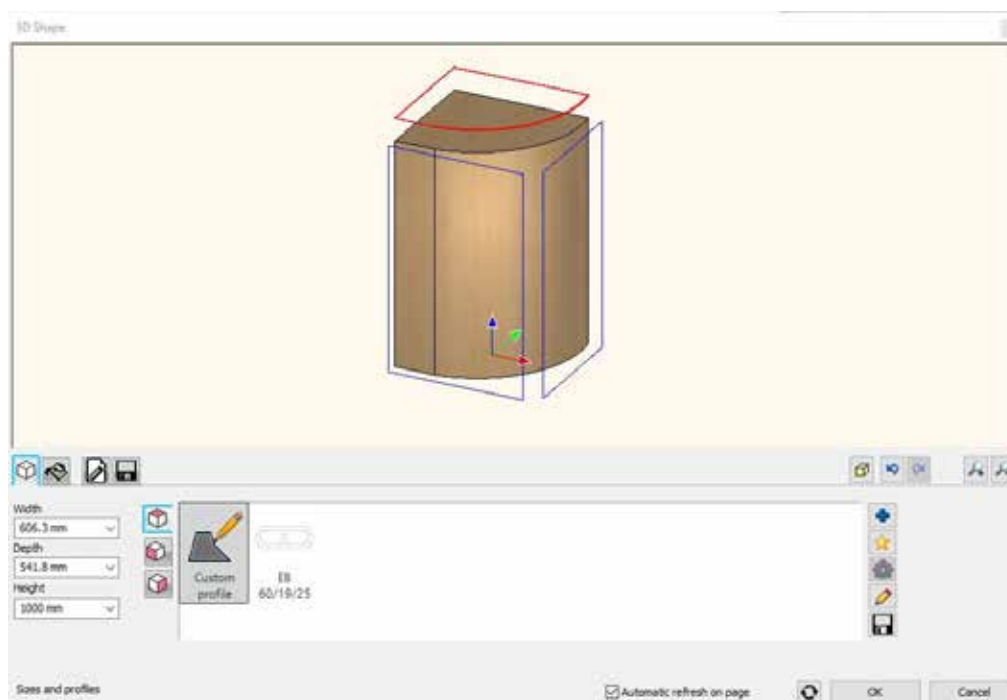 3D Shape
Width
606.3 mm
Depth
541.8 mm
Height
1000 mm
Custom
profile
EB
60/19/25
Sizes and profiles
Automatic refresh on page
OK
Cancel